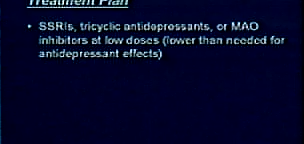 Treatment Plan
• SSRIs, tricyclic antidepressants, or MAO
inhibitors at low doses (lower than needed for
antidepressant effects)